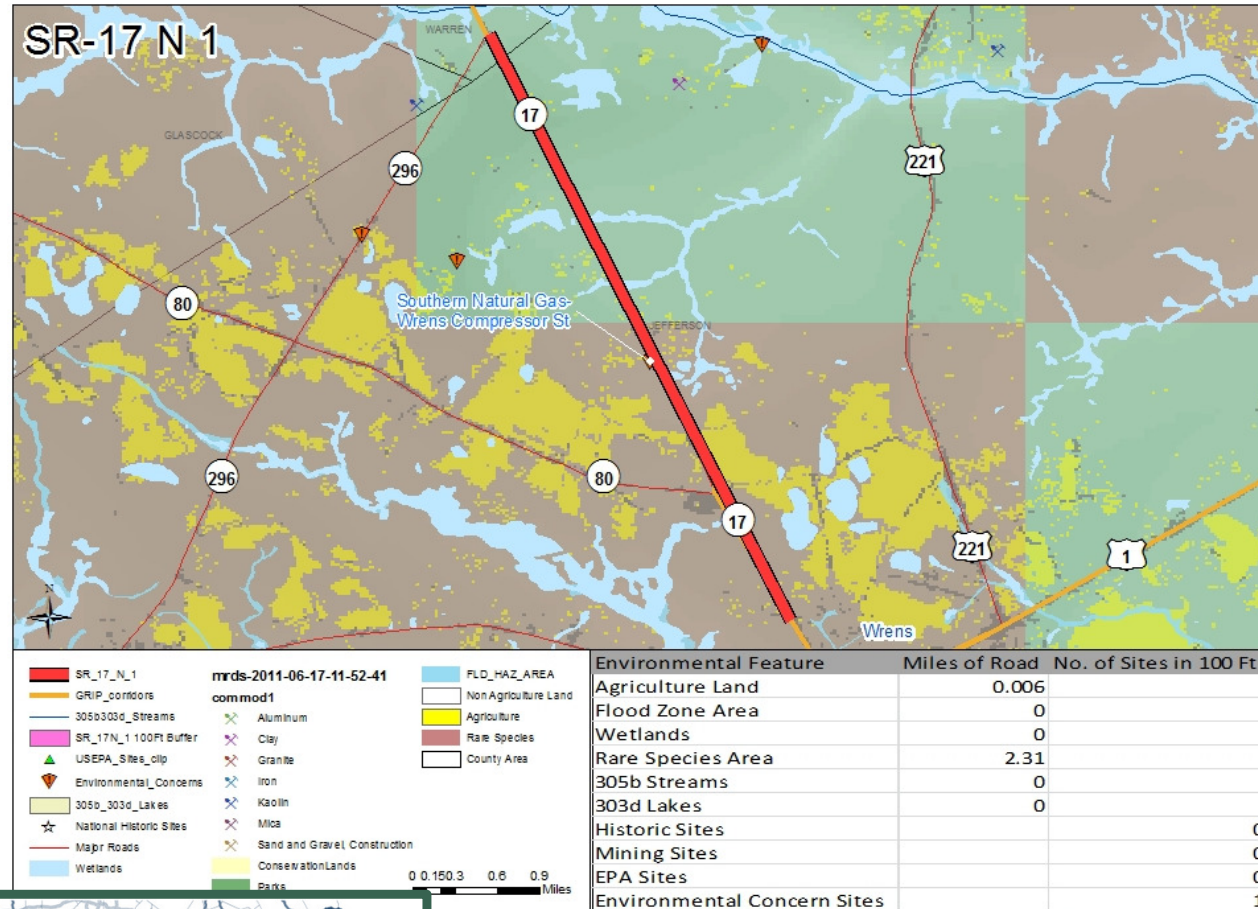 SR-17 N 1
WARREN
17
GLASCOCK
296
221
80
Southern Natural Gas-
Wrens Compressor St
JEFFERSON
296
80
17
221
1
Wrens
N
SR_17_N_1
GRIP_corridors
305b303d_Streams
SR_17N_1 100Ft Buffer
USEPA_Sites_clip
Environmental_Concerns
305b_303d_Lakes
National Historic Sites
Major Roads
Wetlands
mrds-2011-06-17-11-52-41
commod1
Aluminum
Clay
Granite
Iron
Kaolin
Mica
Sand and Gravel, Construction
ConservationLands
Parks
FLD_HAZ_AREA
Non Agriculture Land
Agriculture
Rare Species
County Area
0 0.150.3 0.6 0.9
Miles
Environmental Feature Miles of Road No. of Sites in 100 Ft
Agriculture Land 0.006
Flood Zone Area 0
Wetlands 0
Rare Species Area 2.31
305b Streams 0
303d Lakes 0
Historic Sites 0
Mining Sites 0
EPA Sites 0
Environmental Concern Sites